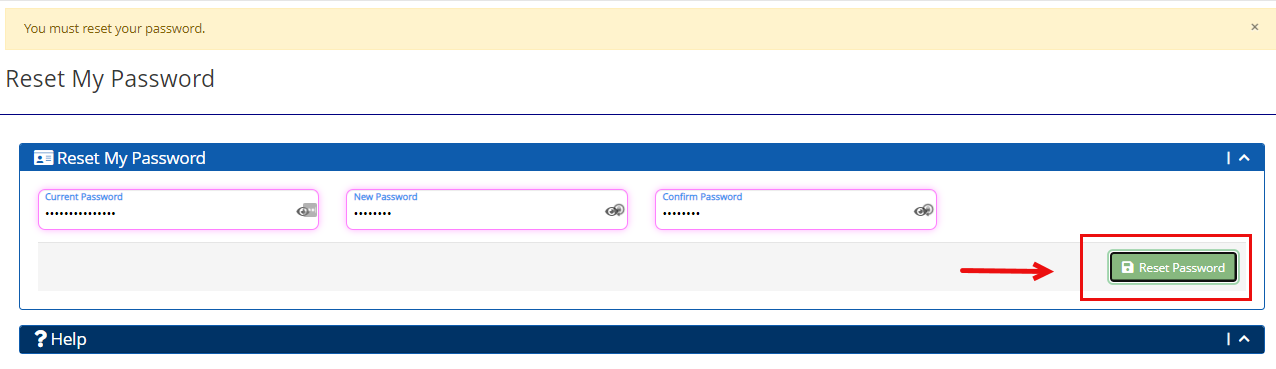 You must reset your password.
×
Reset My Password
Reset My Password
Current Password
•••••••••••••••
New Password
••••••••
Confirm Password
••••••••
Reset Password
? Help